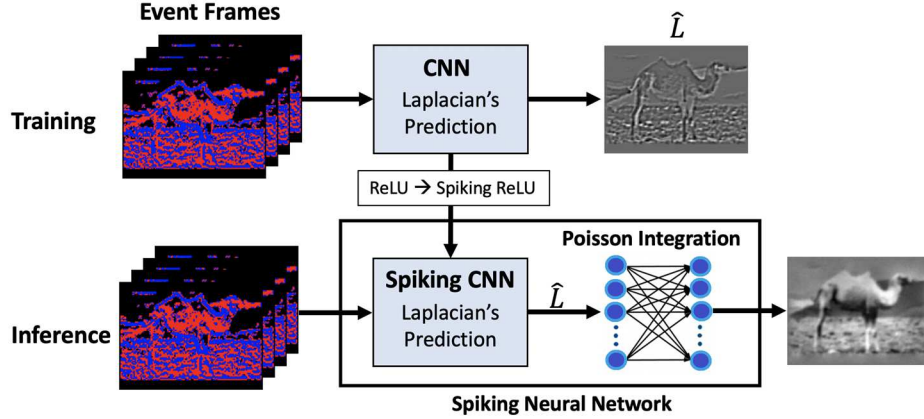 Event Frames
L̂
CNN
Laplacian's
Prediction
Training
ReLU → Spiking ReLU
Poisson Integration
Spiking CNN
Laplacian's
Prediction
L̂
Inference
Spiking Neural Network